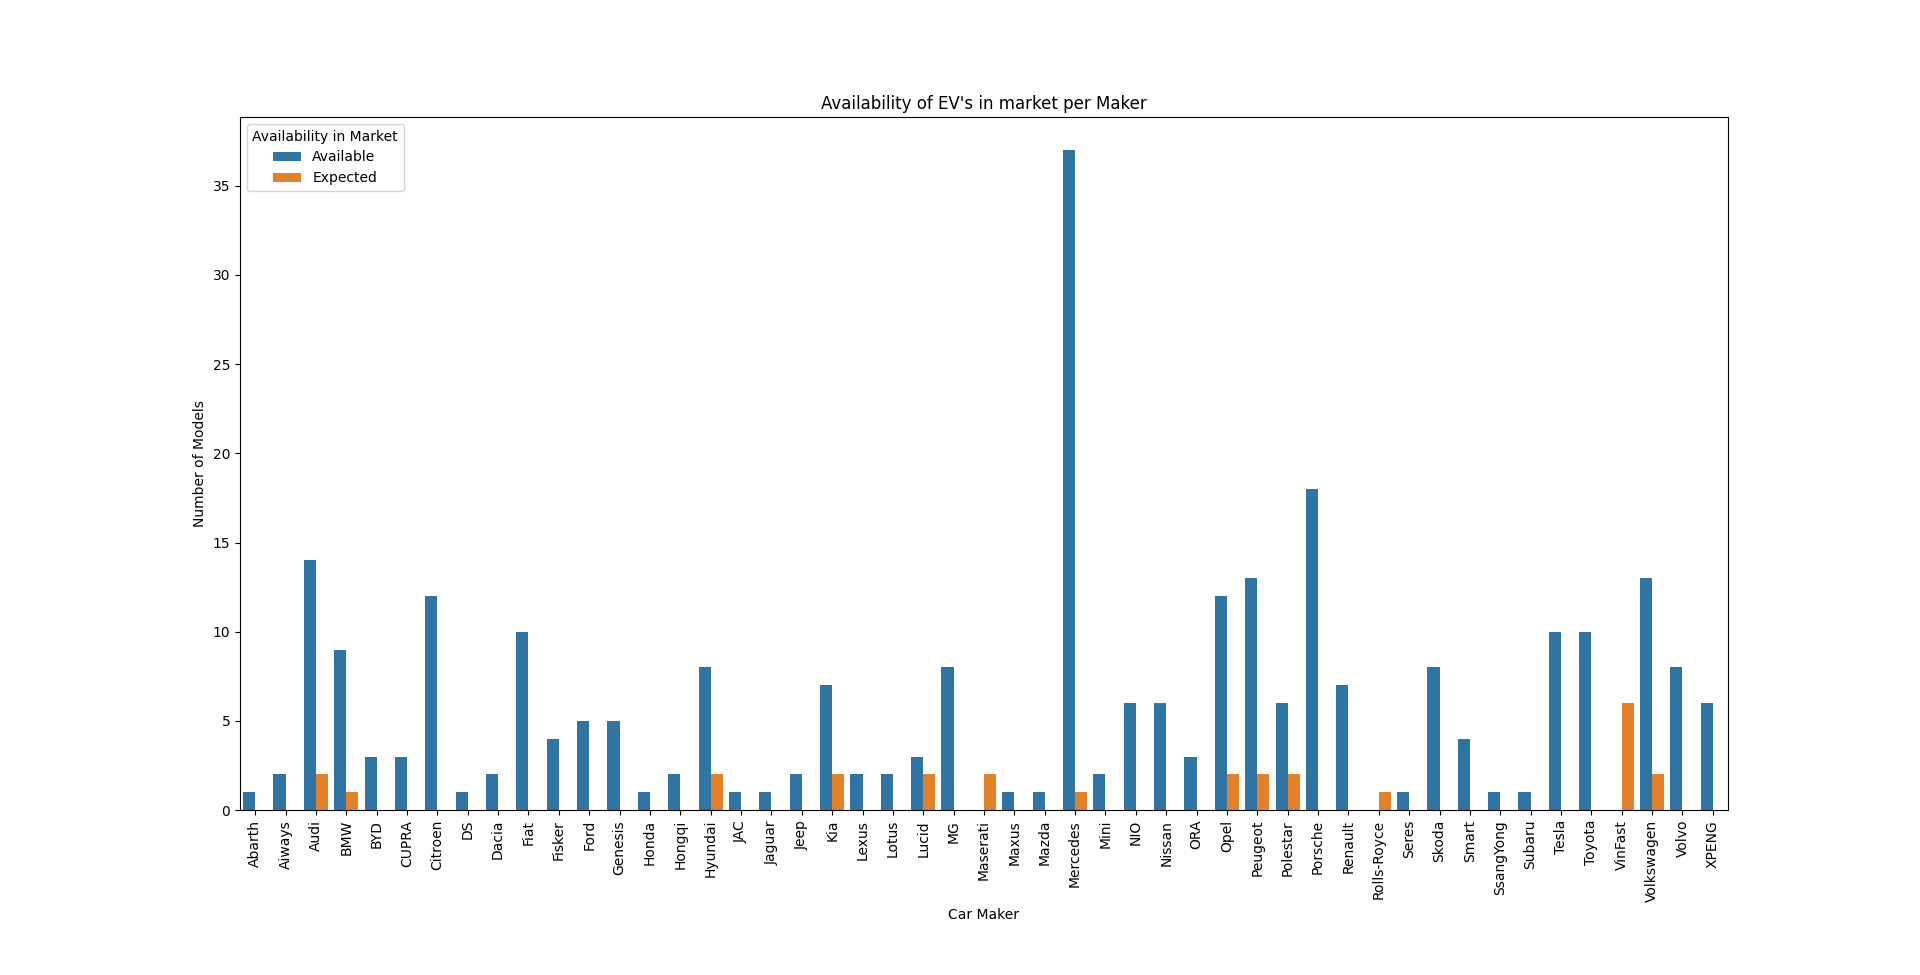 Availability of EV's in market per Maker
Availability in Market
Available
Expected
Number of Models
35
30
25
20
15
10
5
0
Abarth
Aiways
Audi
BMW
BYD
CUPRA
Citroen
DS
Dacia
Fiat
Fisker
Ford
Genesis
Honda
Hongqi
Hyundai
JAC
Jaguar
Jeep
Kia
Lexus
Lotus
Lucid
MG
Maserati
Maxus
Mazda
Mercedes
Mini
NIO
Nissan
ORA
Opel
Peugeot
Polestar
Porsche
Renault
Rolls-Royce
Seres
Skoda
Smart
SsangYong
Subaru
Tesla
Toyota
VinFast
Volkswagen
Volvo
XPENG
Car Maker